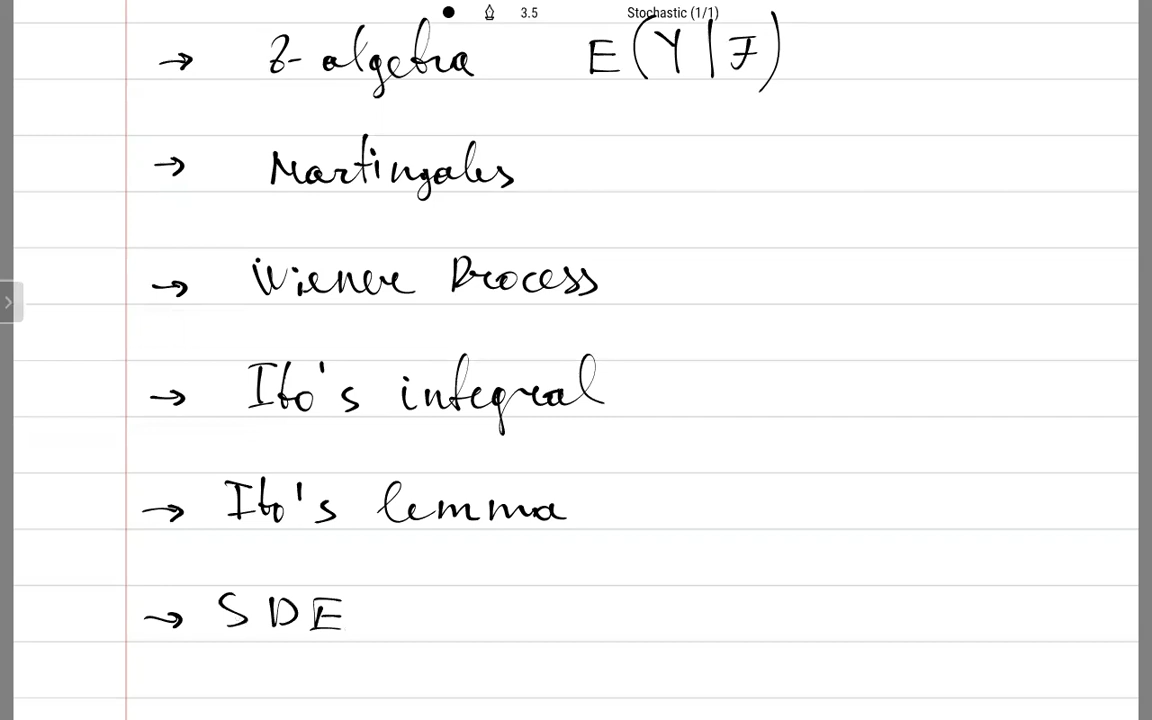 3.5 Stochastic (1/1)
→ σ-algebra E(Y|F)
→ Martingales
→ Wiener Process
→ Ito's integral
→ Ito's lemma
→ SDE